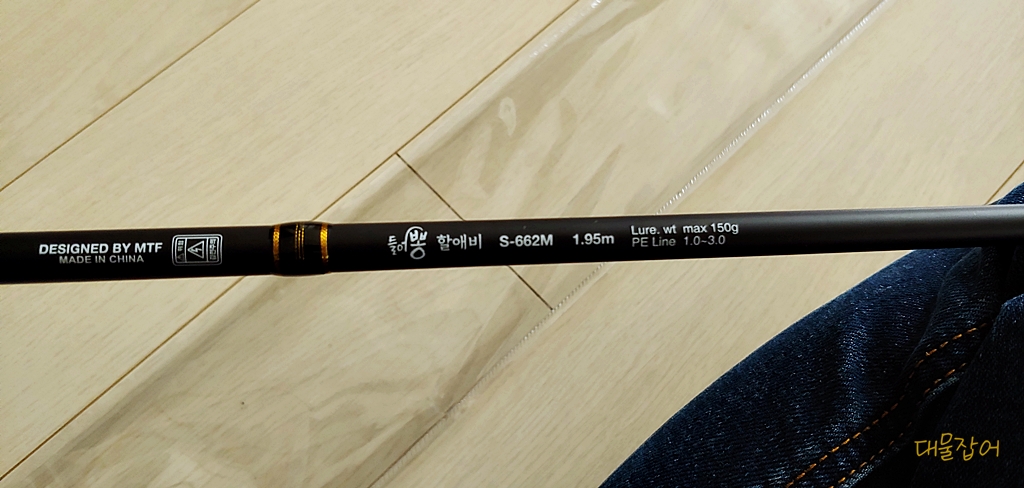 DESIGNED BY MTF
MADE IN CHINA
들어뽕 할애비 S-662M 1.95m
Lure. wt max 150g
PE Line 1.0~3.0
대물잡어